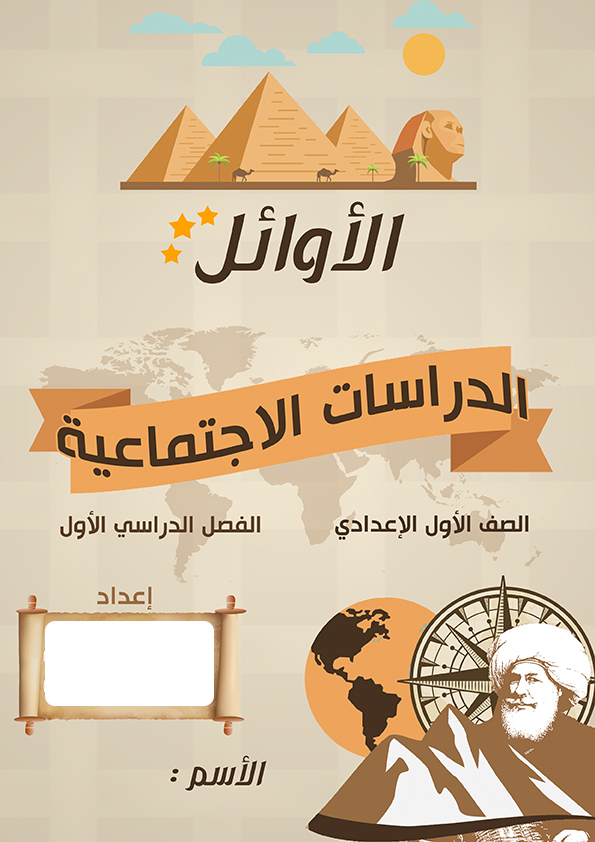 الأوائل
الدراسات الاجتماعية
الصف الأول الإعدادي
الفصل الدراسي الأول
إعداد
الأسم :